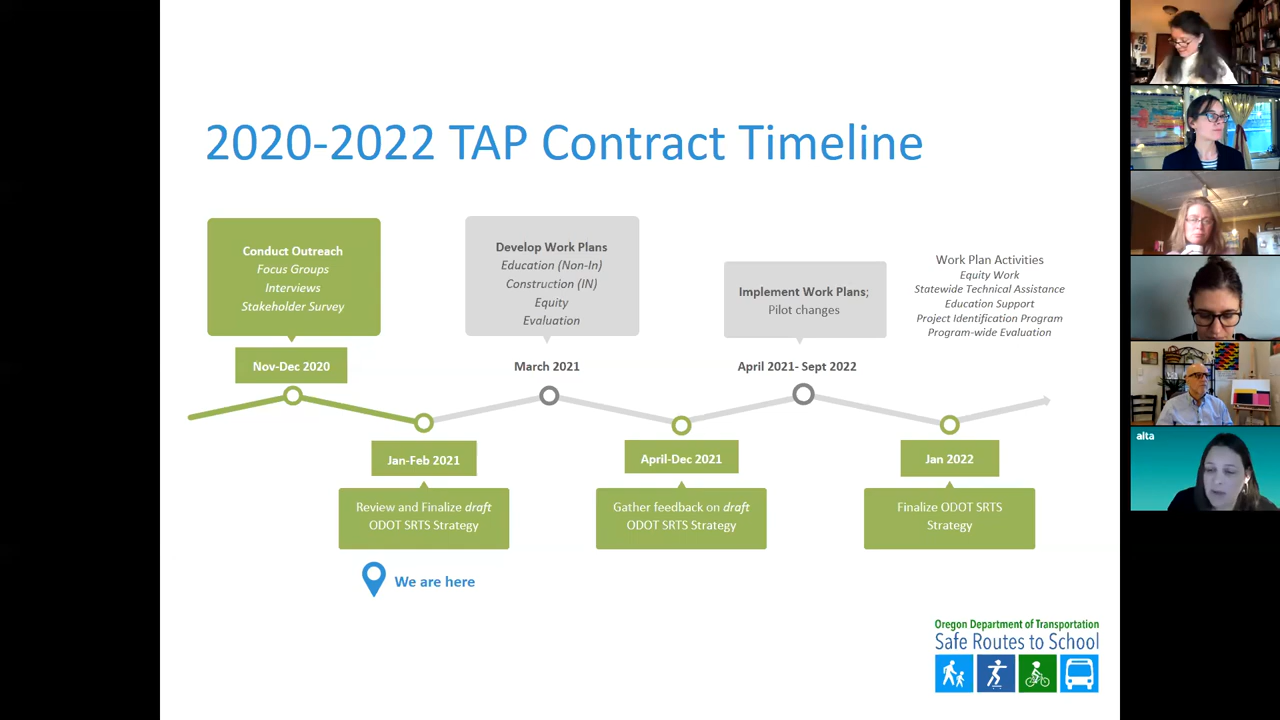 2020-2022 TAP Contract Timeline
Conduct Outreach
Focus Groups
Interviews
Stakeholder Survey
Nov-Dec 2020
Develop Work Plans
Education (Non-In)
Construction (IN)
Equity
Evaluation
March 2021
Implement Work Plans;
Pilot changes
April 2021- Sept 2022
Work Plan Activities
Equity Work
Statewide Technical Assistance
Education Support
Project Identification Program
Program-wide Evaluation
Jan-Feb 2021
Review and Finalize draft
ODOT SRTS Strategy
April-Dec 2021
Gather feedback on draft
ODOT SRTS Strategy
Jan 2022
Finalize ODOT SRTS
Strategy
We are here
Oregon Department of Transportation
Safe Routes to School
alta